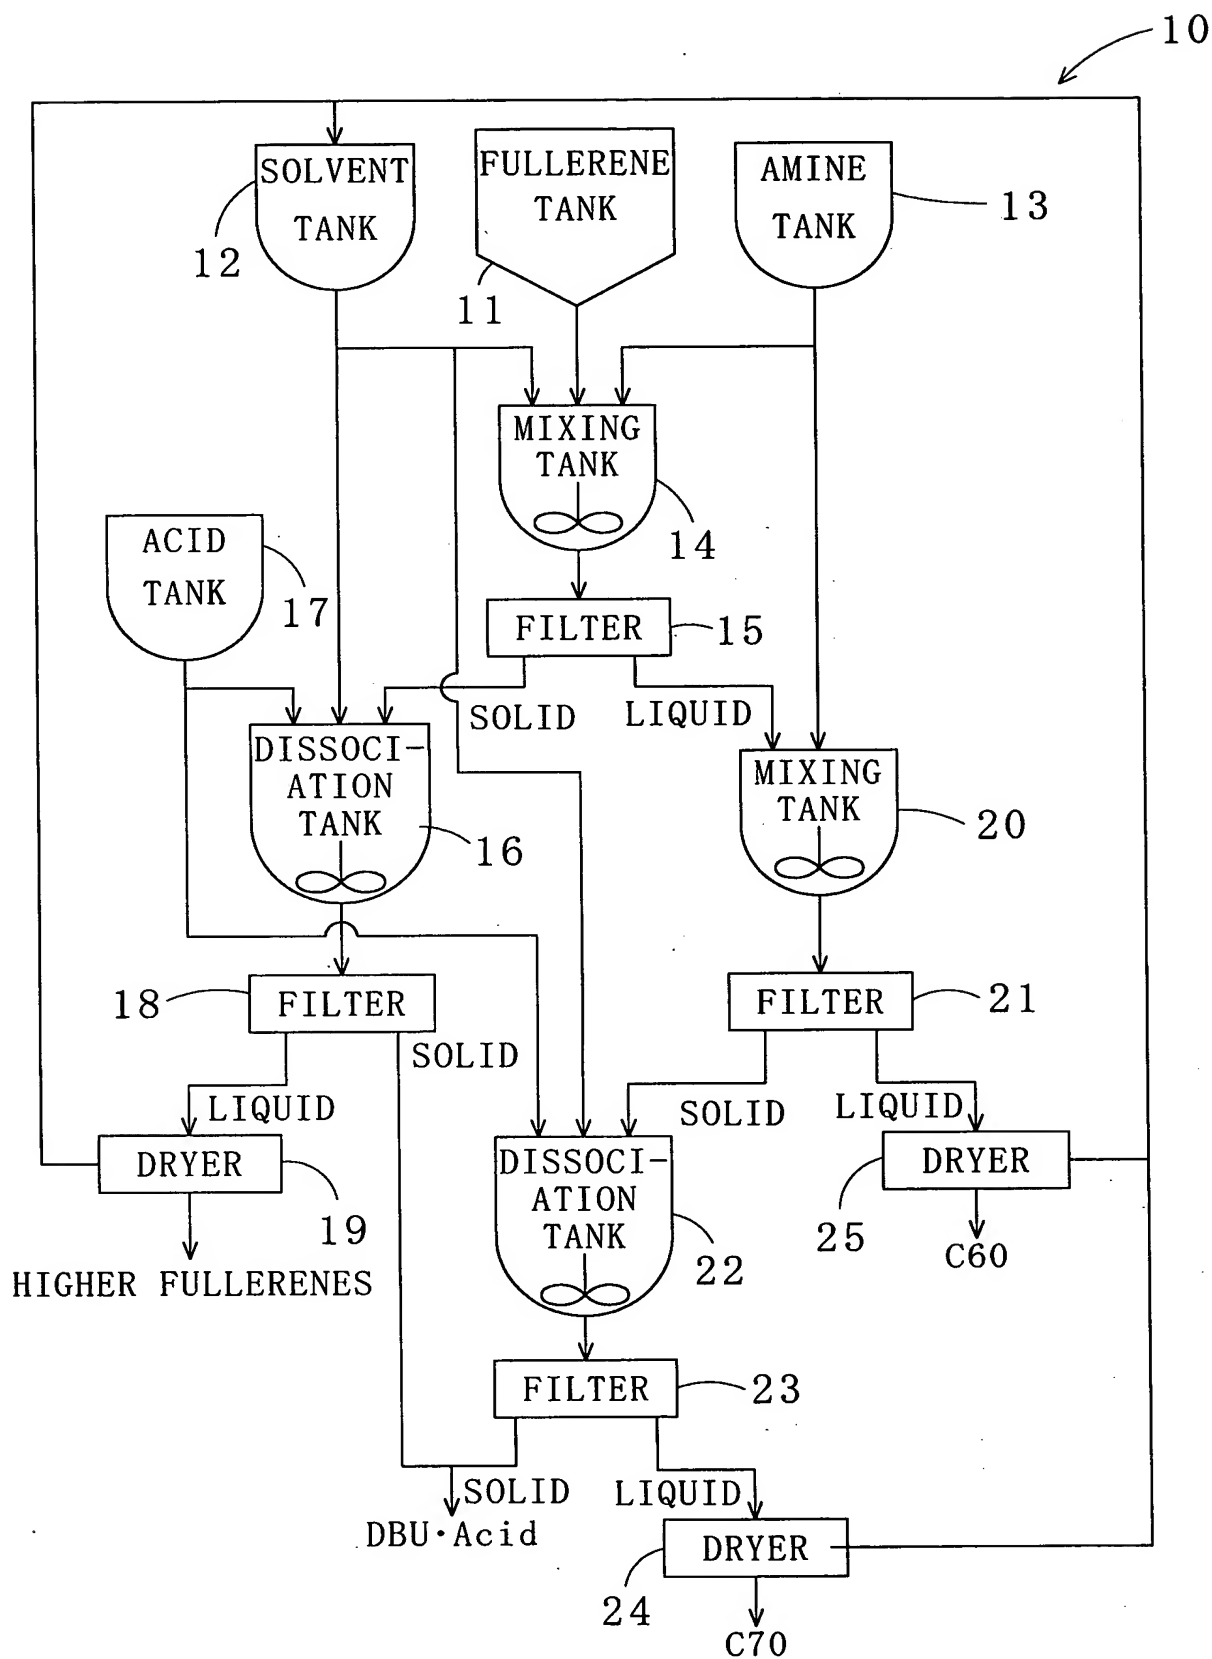 10
SOLVENT
TANK
12
FULLERENE
TANK
11
AMINE
TANK
13
MIXING
TANK
14
ACID
TANK
17
FILTER
15
SOLID
LIQUID
DISSOCI-
ATION
TANK
16
MIXING
TANK
20
18
FILTER
SOLID
LIQUID
FILTER
21
SOLID
LIQUID
DRYER
19
HIGHER FULLERENES
DISSOCI-
ATION
TANK
22
DRYER
25
C60
FILTER
23
SOLID
LIQUID
DBU·Acid
DRYER
24
C70